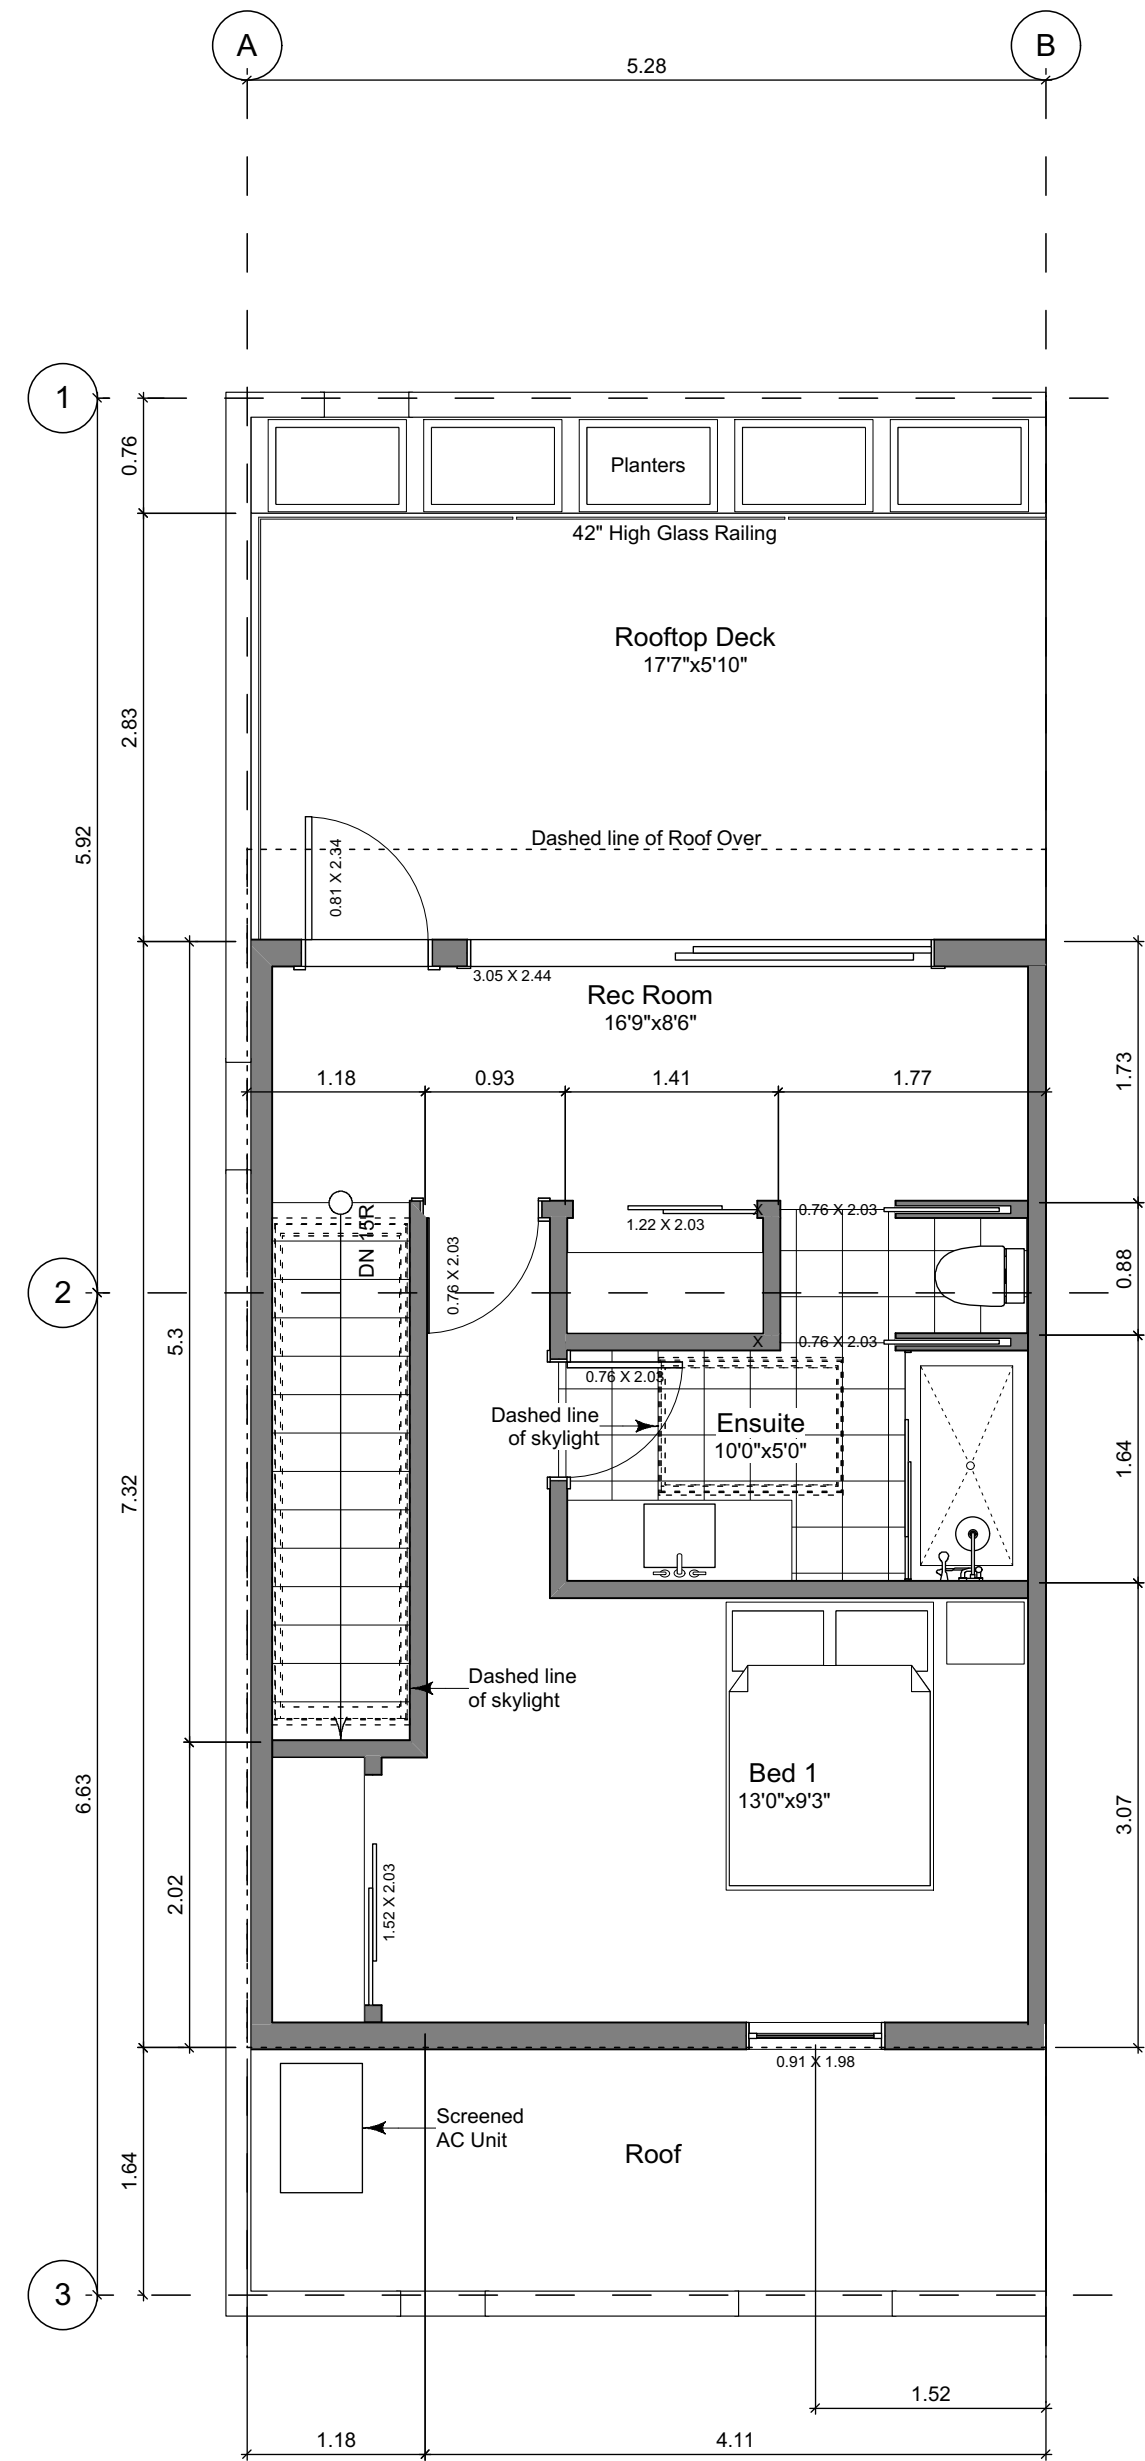 A
B
5.28
1
0.76
Planters
42" High Glass Railing
Rooftop Deck
17'7"x5'10"
2.83
5.92
Dashed line of Roof Over
0.81 X 2.34
3.05 X 2.44
Rec Room
16'9"x8'6"
1.73
1.18
0.93
1.41
1.77
DN 15R
0.76 X 2.03
1.22 X 2.03
X
0.76 X 2.03
0.88
2
5.3
X
0.76 X 2.03
0.76 X 2.03
Dashed line
of skylight
Ensuite
10'0"x5'0"
1.64
7.32
Dashed line
of skylight
Bed 1
13'0"x9'3"
3.07
6.63
2.02
1.52 X 2.03
0.91 X 1.98
Screened
AC Unit
Roof
1.64
3
1.52
1.18
4.11